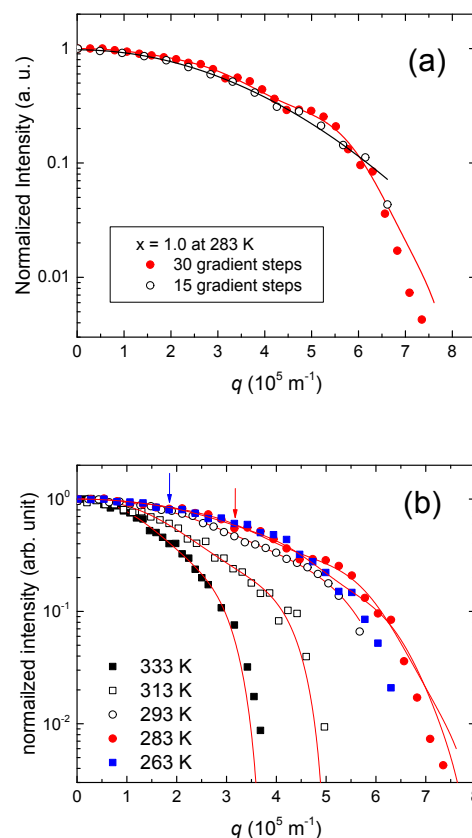 (a)
Normalized Intensity (a. u.)
1
0.1
0.01
x = 1.0 at 283 K
30 gradient steps
15 gradient steps
0 1 2 3 4 5 6 7 8
q (10⁵ m⁻¹)
(b)
normailzed intensity (arb. unit)
10⁰
10⁻¹
10⁻²
333 K
313 K
293 K
283 K
263 K
0 1 2 3 4 5 6 7 8
q (10⁵ m⁻¹)